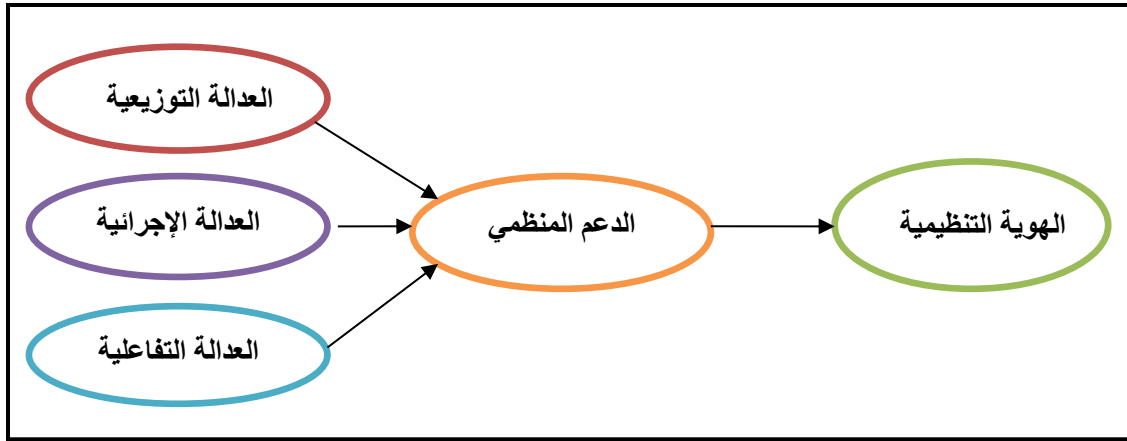 العدالة التوزيعية
العدالة الإجرائية
الدعم المنظمي
الهوية التنظيمية
العدالة التفاعلية